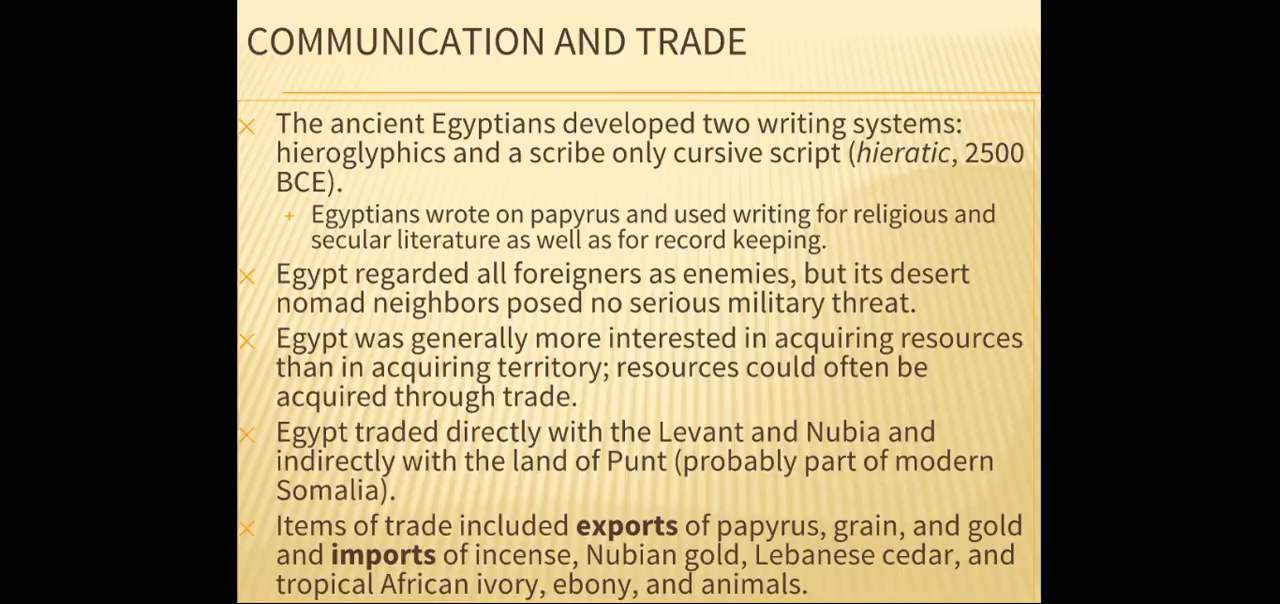 COMMUNICATION AND TRADE
The ancient Egyptians developed two writing systems:
hieroglyphics and a scribe only cursive script (hieratic, 2500
BCE).
Egyptians wrote on papyrus and used writing for religious and
secular literature as well as for record keeping.
Egypt regarded all foreigners as enemies, but its desert
nomad neighbors posed no serious military threat.
Egypt was generally more interested in acquiring resources
than in acquiring territory; resources could often be
acquired through trade.
Egypt traded directly with the Levant and Nubia and
indirectly with the land of Punt (probably part of modern
Somalia).
Items of trade included exports of papyrus, grain, and gold
and imports of incense, Nubian gold, Lebanese cedar, and
tropical African ivory, ebony, and animals.